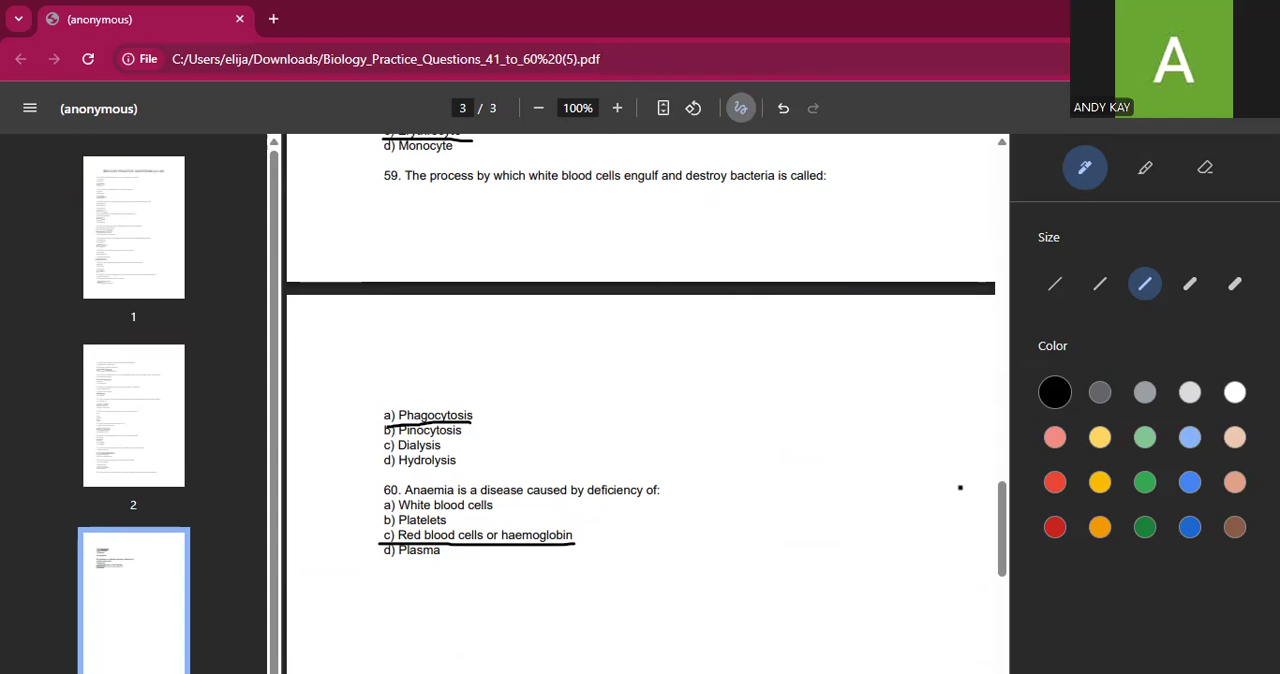 (anonymous)
File
C:/Users/elija/Downloads/Biology_Practice_Questions_41_to_60%20(5).pdf
A
ANDY KAY
(anonymous)
3 / 3
100%
d) Monocyte
59. The process by which white blood cells engulf and destroy bacteria is called:
a) Phagocytosis
b) Pinocytosis
c) Dialysis
d) Hydrolysis
60. Anaemia is a disease caused by deficiency of:
a) White blood cells
b) Platelets
c) Red blood cells or haemoglobin
d) Plasma
1
2
Size
Color